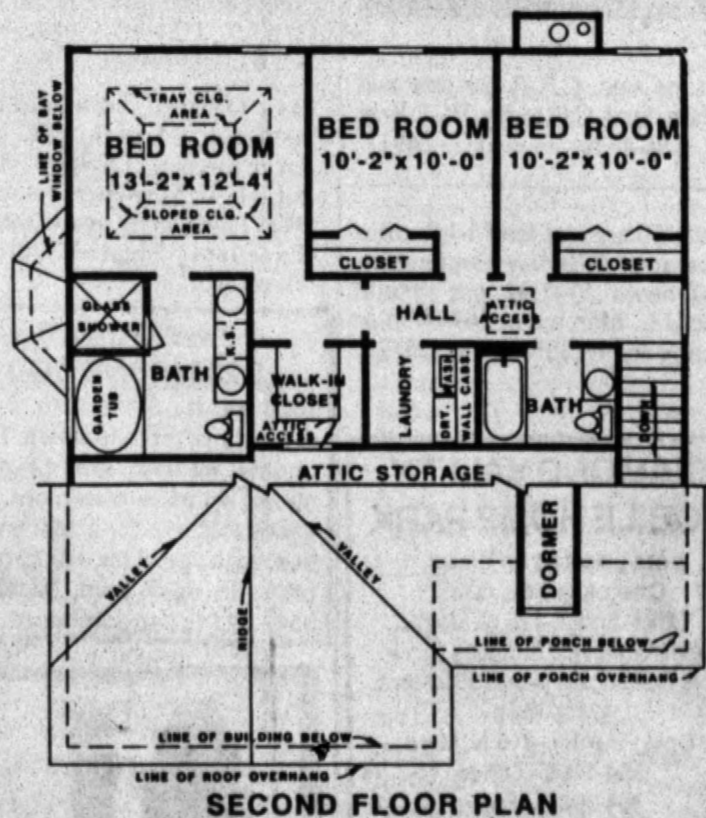 LINE OF BAY
WINDOW BELOW
TRAY CLG.
AREA
BED ROOM
13'-2" x 12'-4"
SLOPED CLG.
AREA
BED ROOM
10'-2" x 10'-0"
BED ROOM
10'-2" x 10'-0"
CLOSET
CLOSET
GLASS
SHOWER
K.S.
HALL
ATTIC
ACCESS
BATH
GARDEN
TUB
WALK-IN
CLOSET
ATTIC
ACCESS
LAUNDRY
DRY.
WASH.
WALL CABS.
BATH
DOWN
ATTIC STORAGE
DORMER
VALLEY
VALLEY
RIDGE
LINE OF PORCH BELOW
LINE OF PORCH OVERHANG
LINE OF BUILDING BELOW
LINE OF ROOF OVERHANG
SECOND FLOOR PLAN